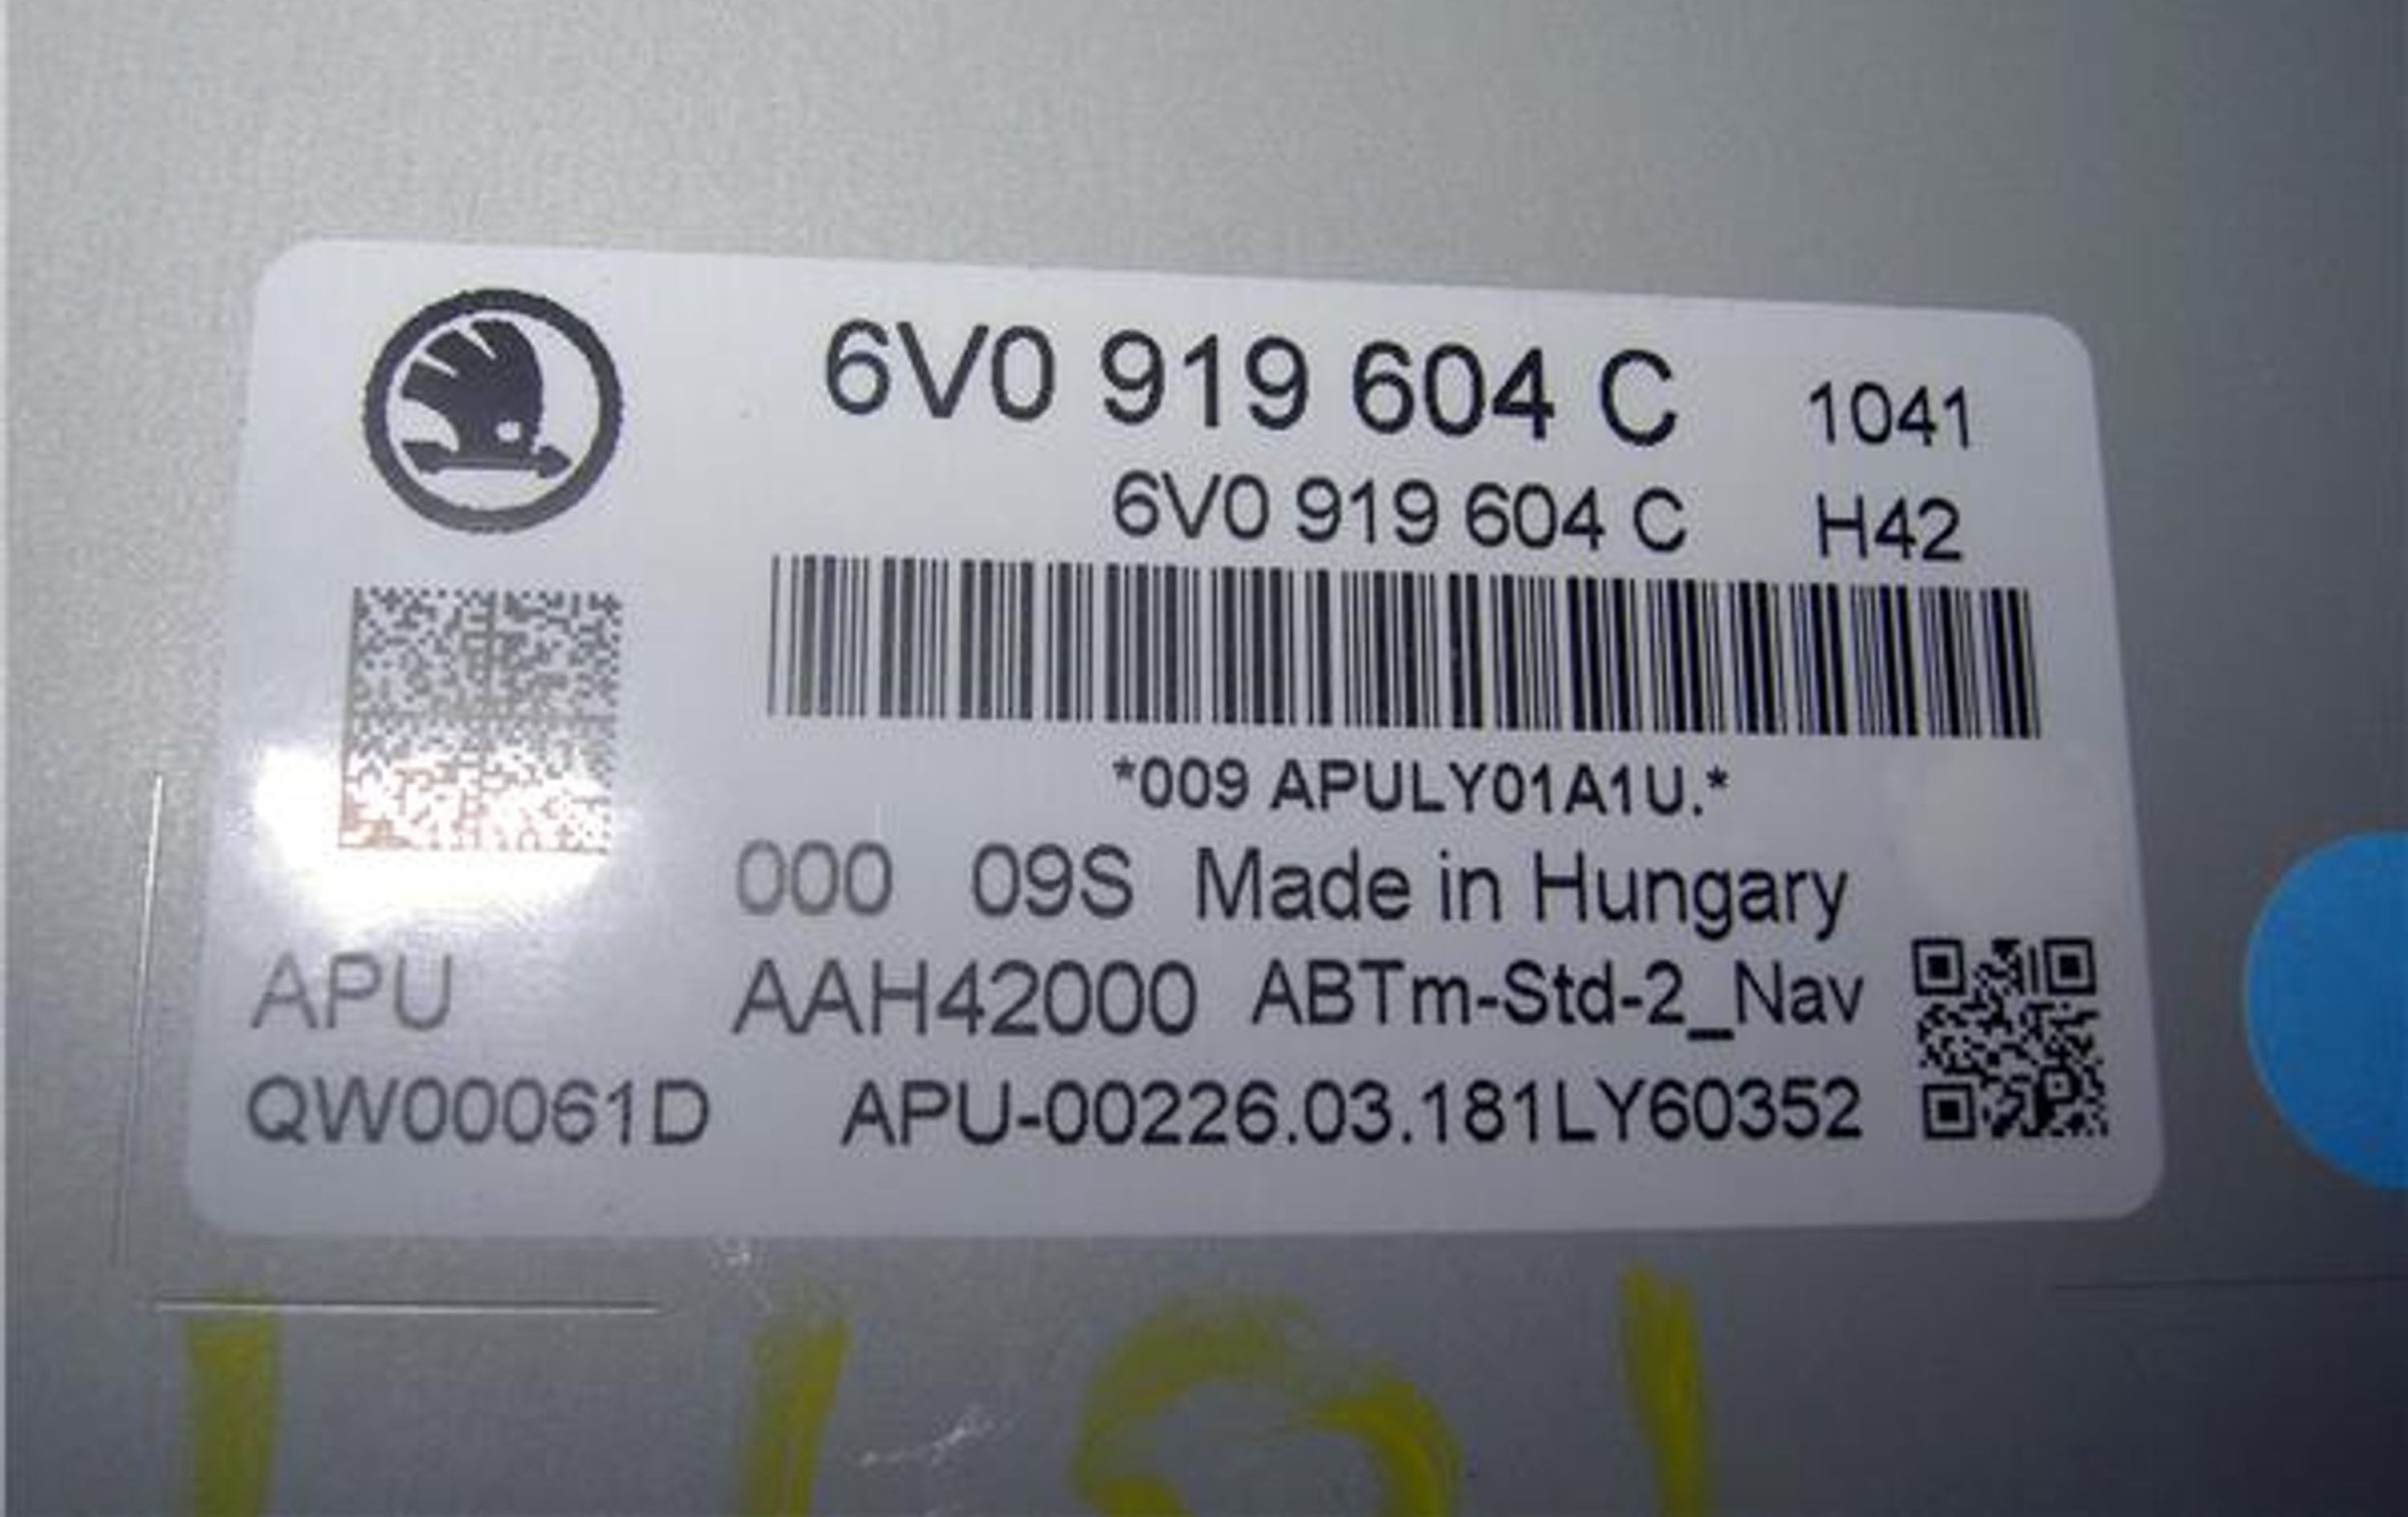 6V0 919 604 C 1041
6V0 919 604 C H42
*009 APULY01A1U.*
000 09S Made in Hungary
APU AAH42000 ABTm-Std-2_Nav
QW00061D APU-00226.03.181LY60352